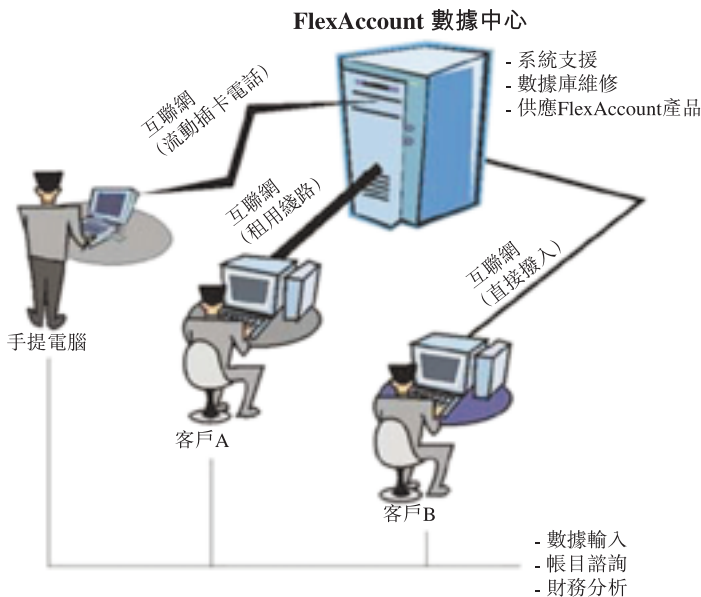 FlexAccount 數據中心
- 系統支援
- 數據庫維修
- 供應FlexAccount產品
互聯網
(流動插卡電話)
互聯網
(租用綫路)
互聯網
(直接撥入)
手提電腦
客戶A
客戶B
- 數據輸入
- 帳目諮詢
- 財務分析